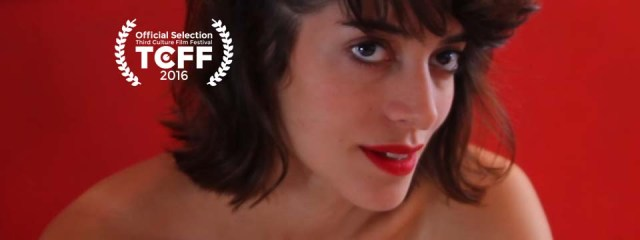 Official Selection
Third Culture Film Festival
TCFF
2016